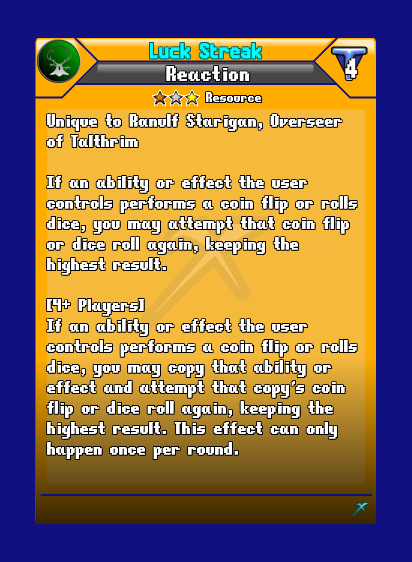 Luck Streak
4
Reaction
Resource
Unique to Ranulf Starigan, Overseer
of Talthrim
If an ability or effect the user
controls performs a coin flip or rolls
dice, you may attempt that coin flip
or dice roll again, keeping the
highest result.
[4+ Players]
If an ability or effect the user
controls performs a coin flip or rolls
dice, you may copy that ability or
effect and attempt that copy's coin
flip or dice roll again, keeping the
highest result. This effect can only
happen once per round.